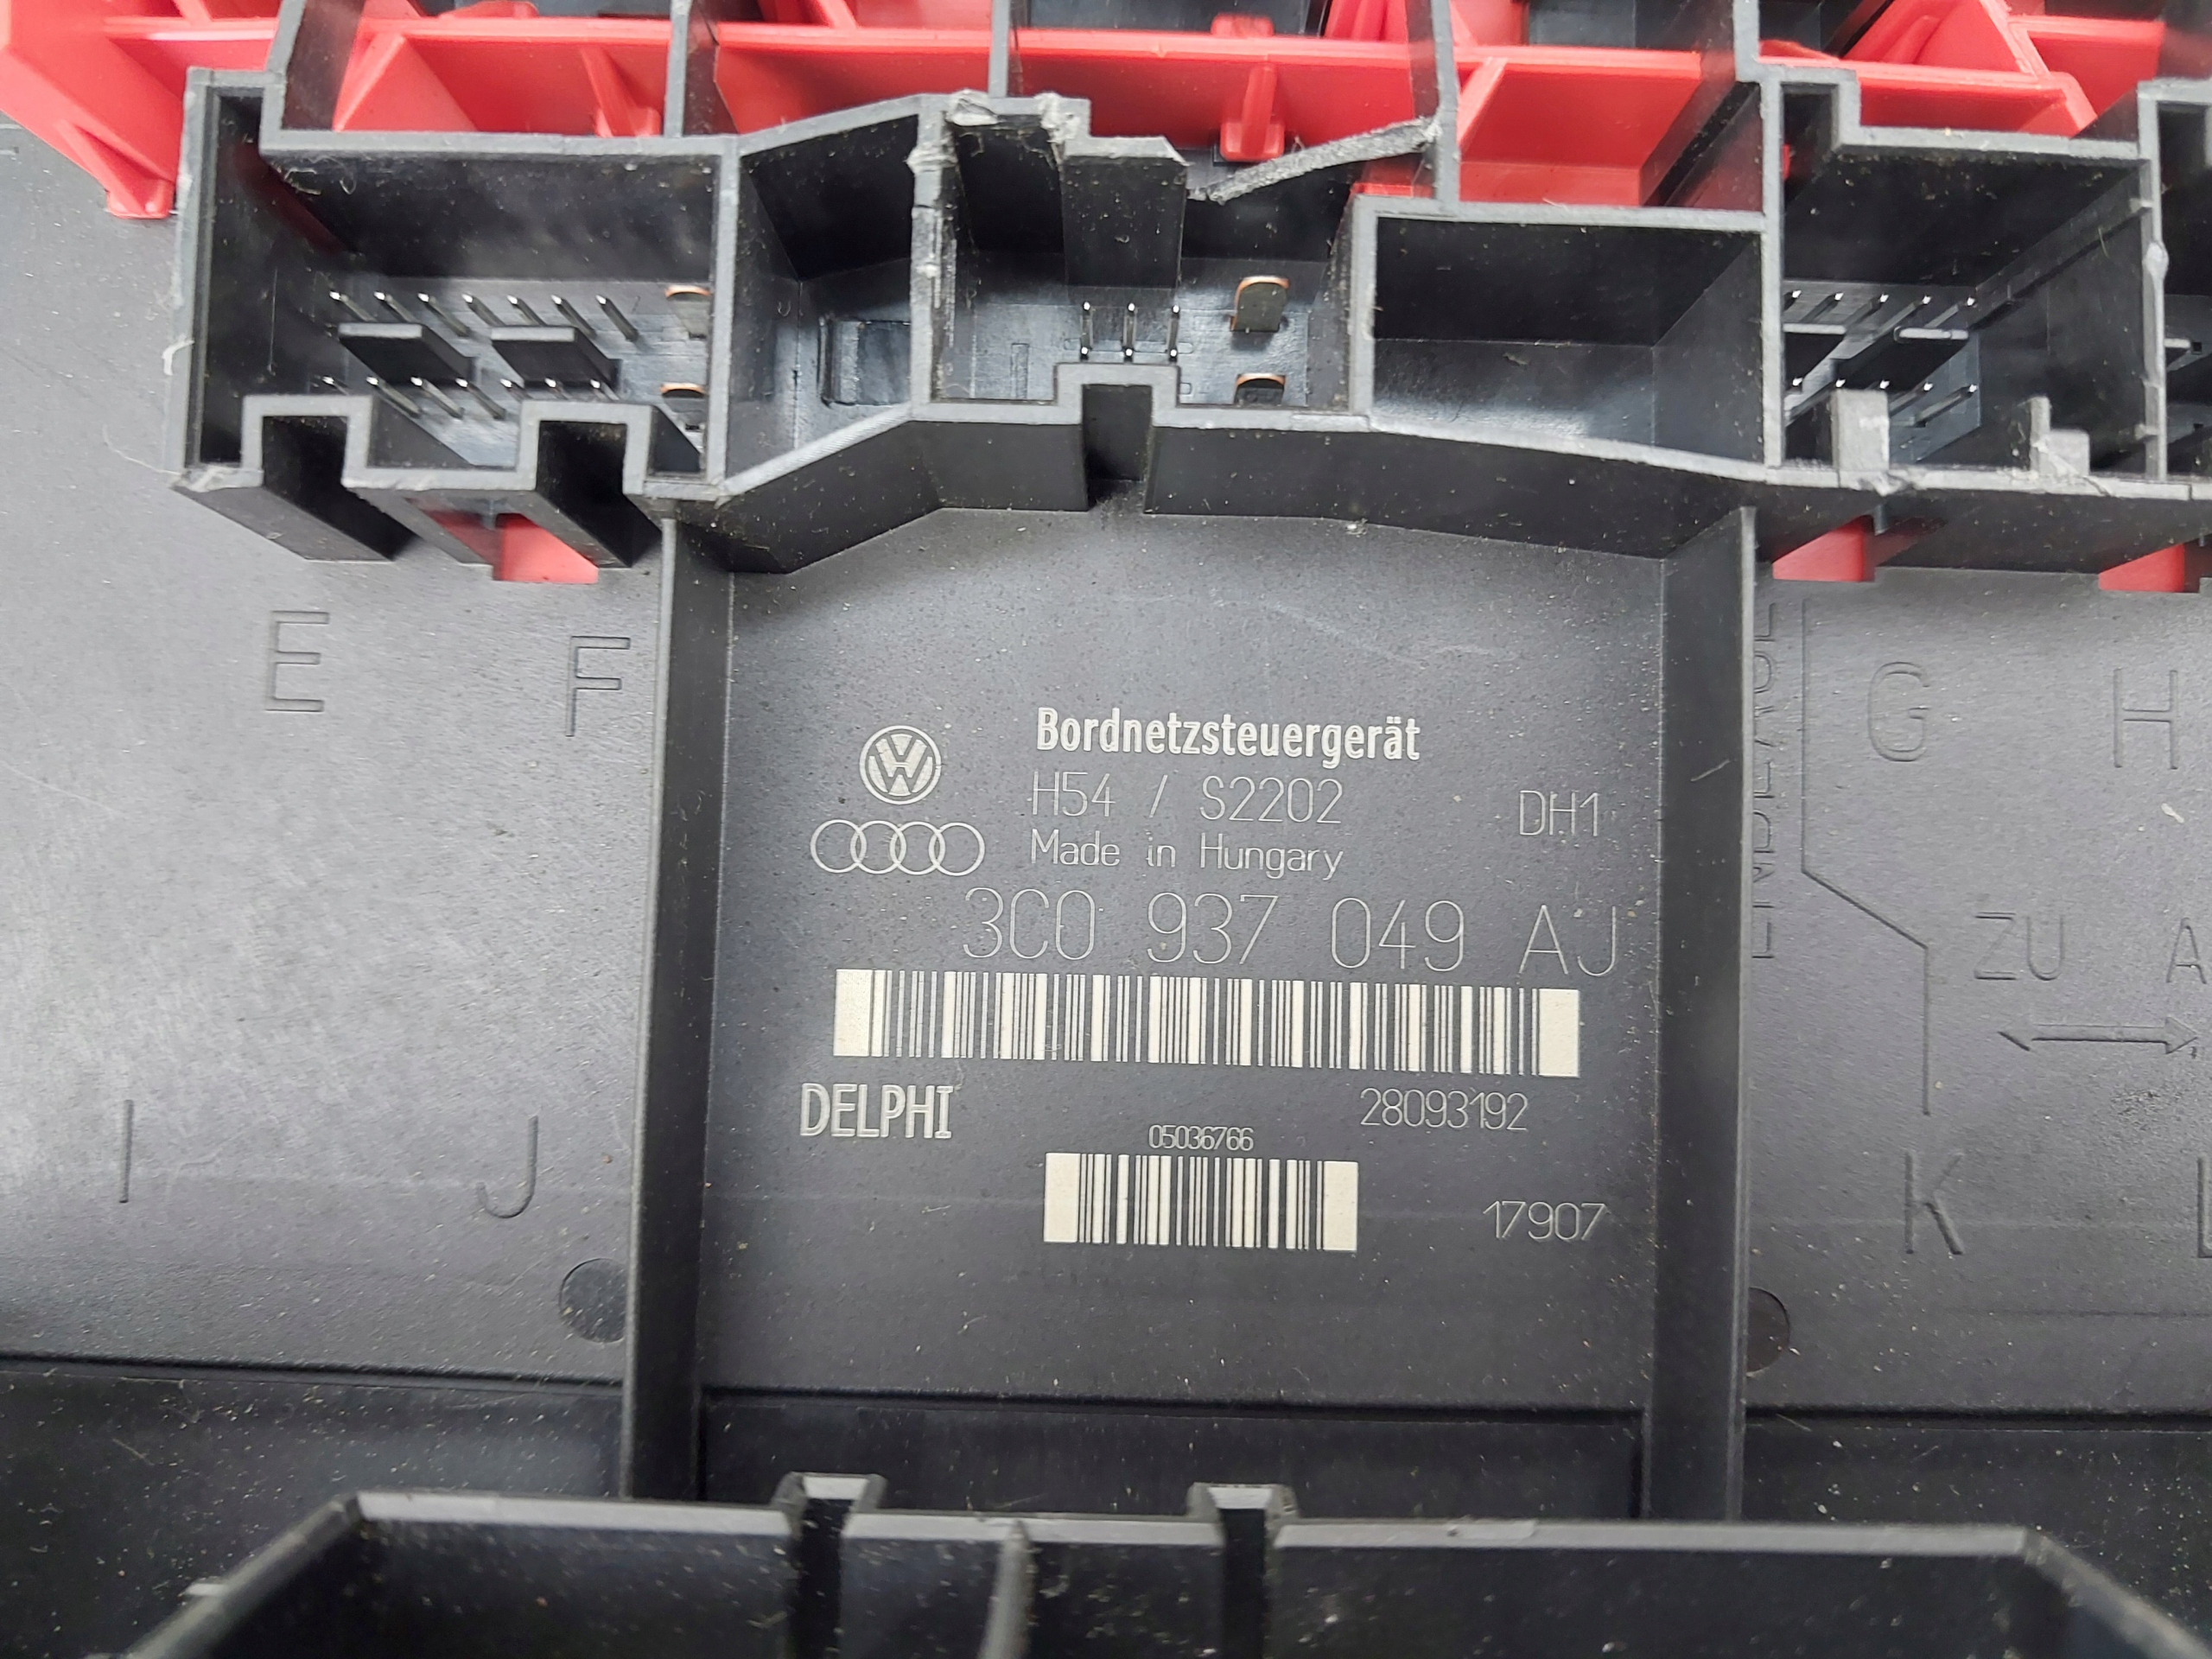 E
F
G
H
Bordnetzsteuergerät
H54 / S2202
DH1
Made in Hungary
3C0 937 049 AJ
ZU
A
DELPHI
28093192
05036766
17907
I
J
K
L